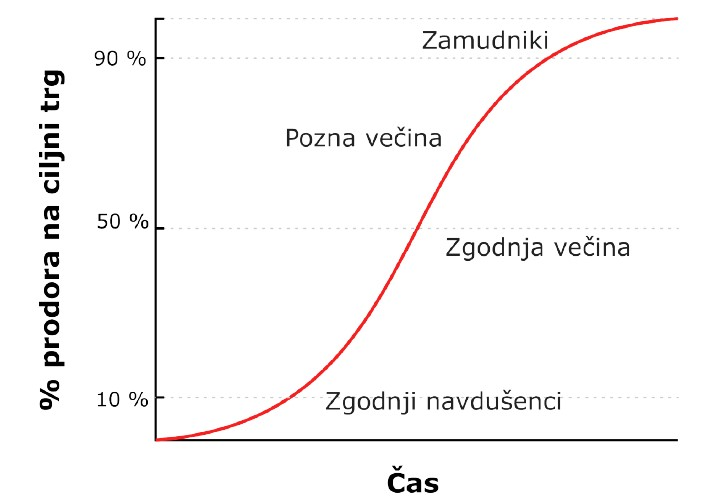 Zamudniki
90 %
Pozna večina
50 %
Zgodnja večina
10 %
Zgodnji navdušenci
% prodora na ciljni trg
Čas